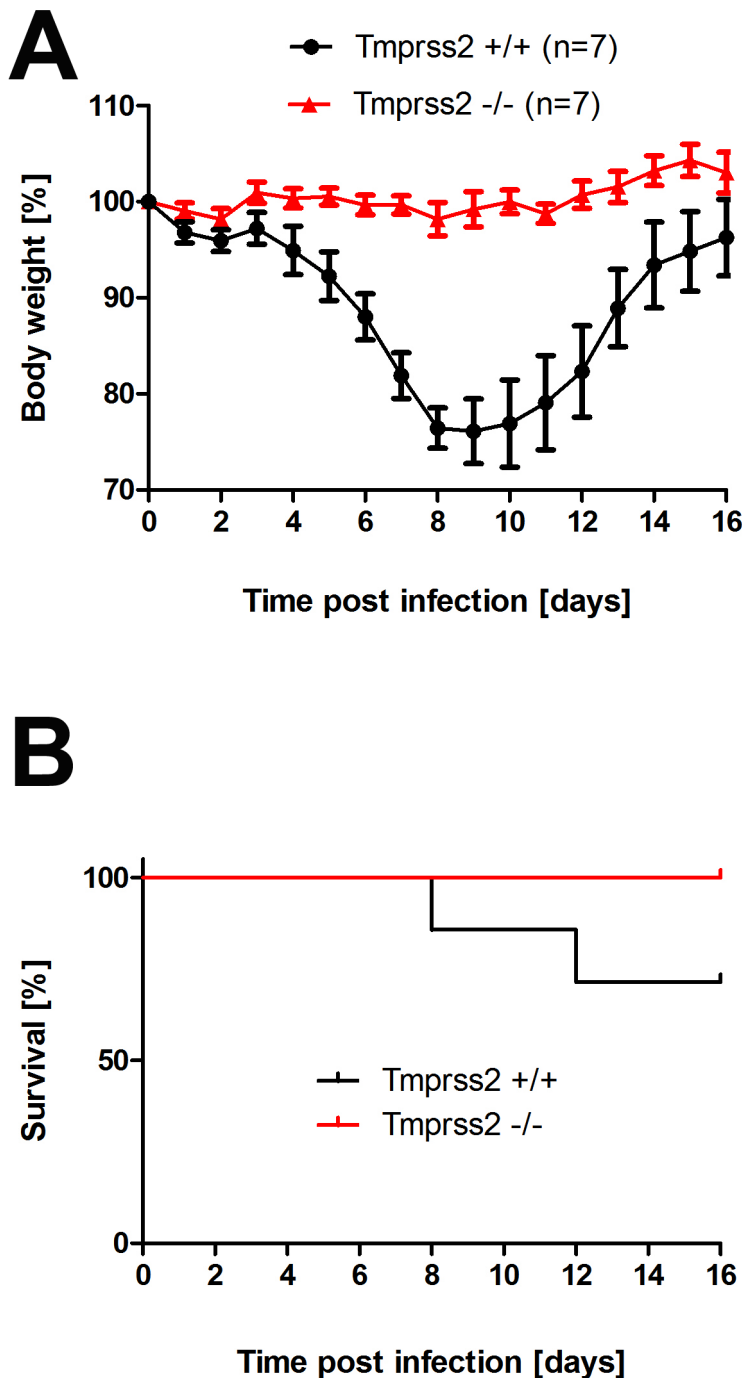 A
Tmprss2 +/+ (n=7)
Tmprss2 -/- (n=7)
110
100
90
80
70
Body weight [%]
0 2 4 6 8 10 12 14 16
Time post infection [days]
B
100
50
0
Survival [%]
Tmprss2 +/+
Tmprss2 -/-
0 2 4 6 8 10 12 14 16
Time post infection [days]